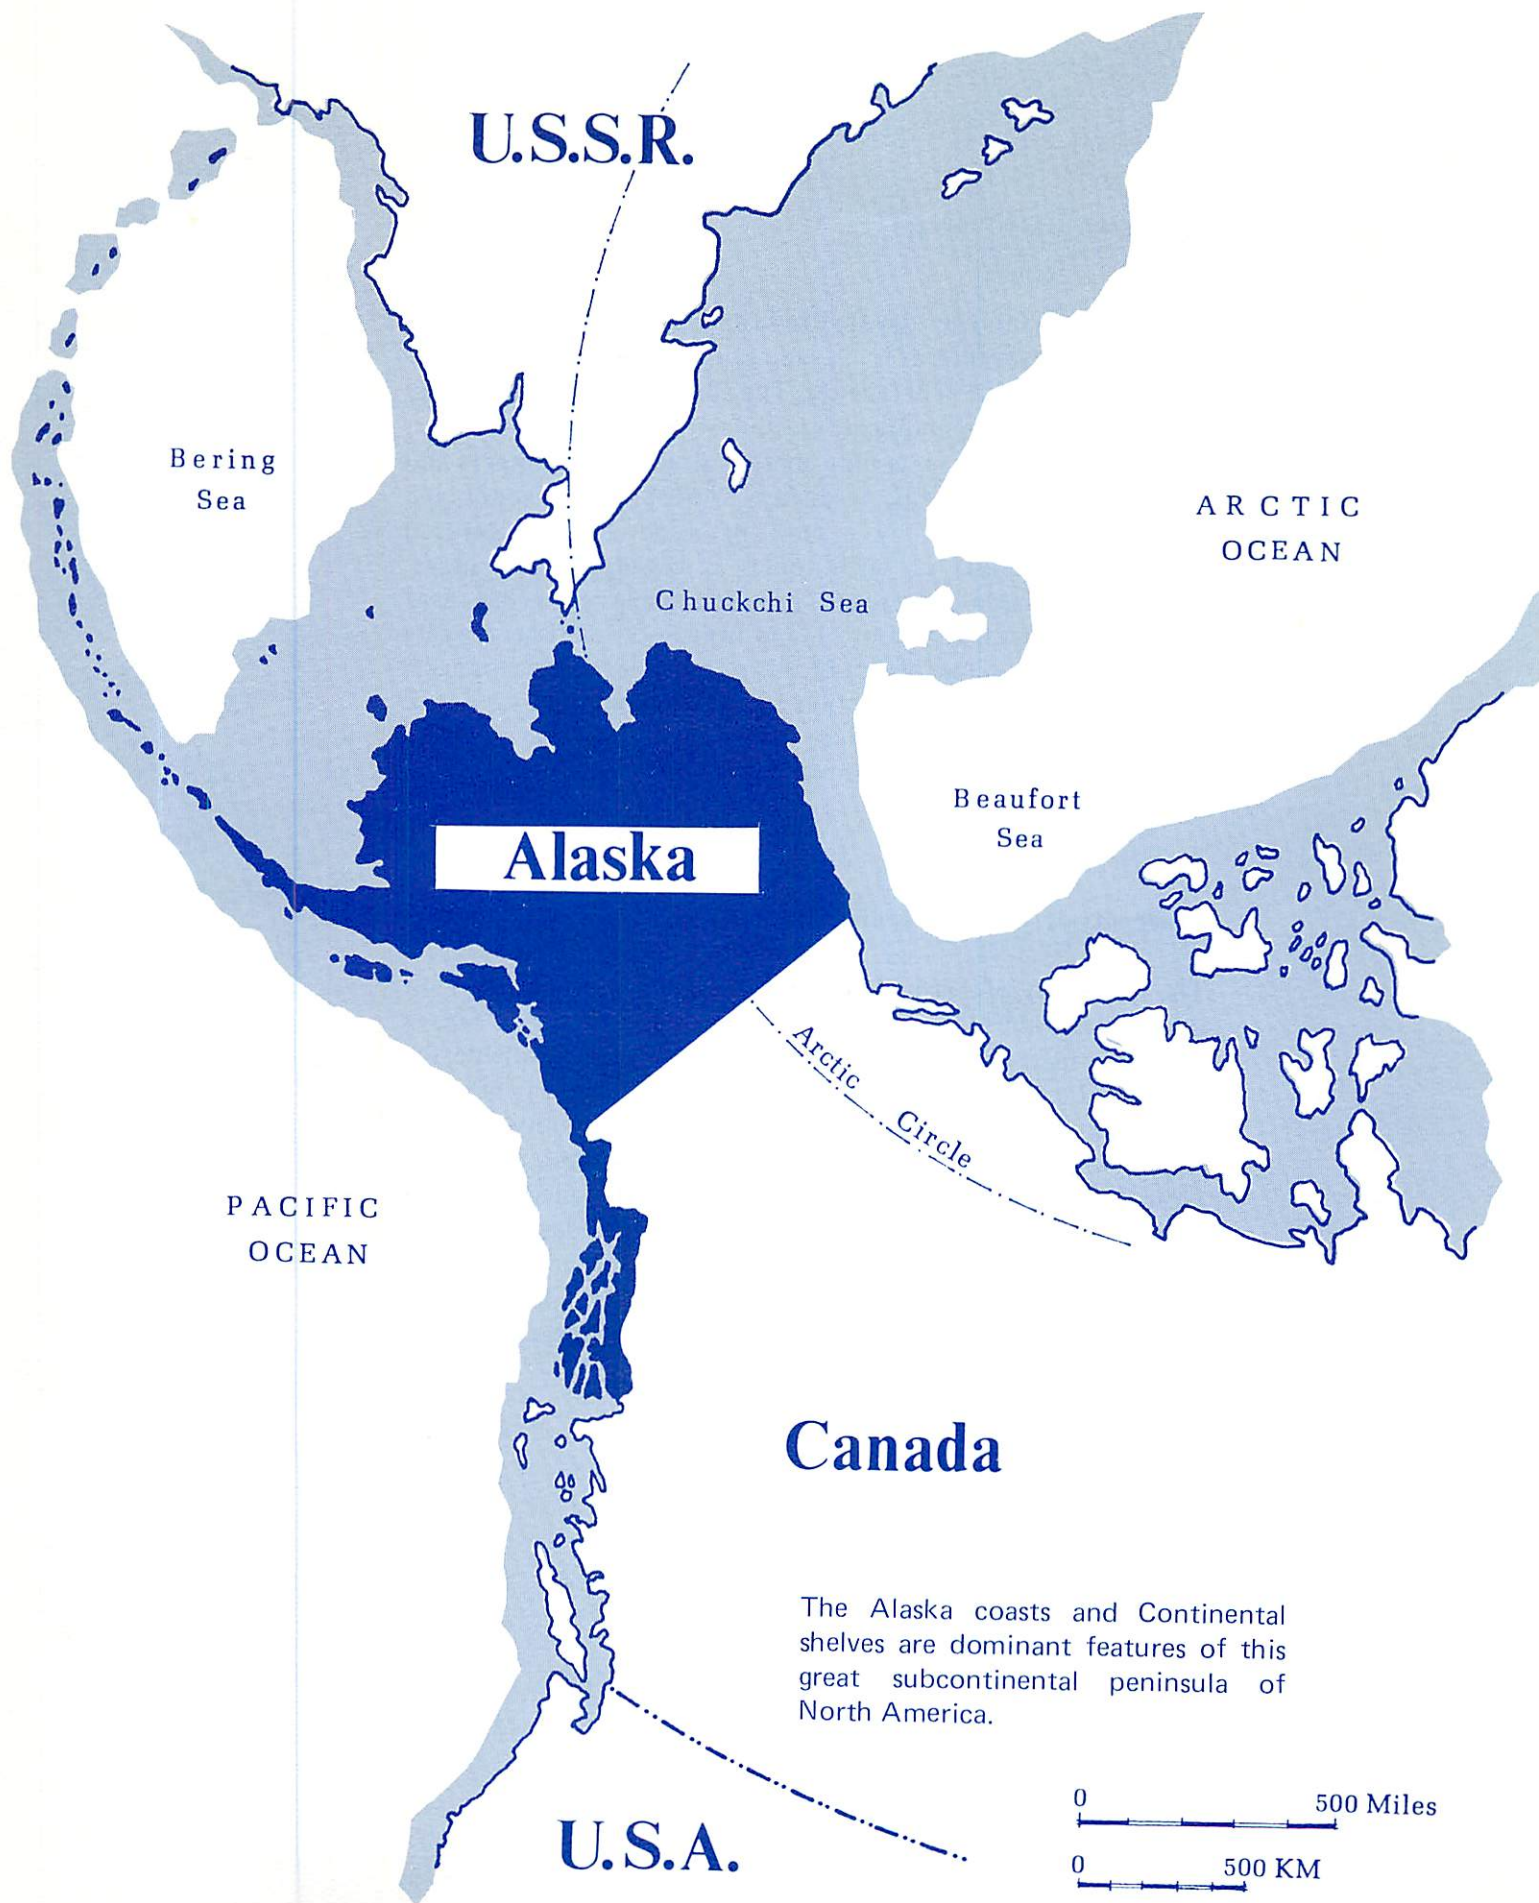 U.S.S.R.
Bering
Sea
ARCTIC
OCEAN
Chuckchi Sea
Beaufort
Sea
Alaska
Arctic Circle
PACIFIC
OCEAN
Canada
The Alaska coasts and Continental
shelves are dominant features of this
great subcontinental peninsula of
North America.
0 500 Miles
U.S.A.
0 500 KM